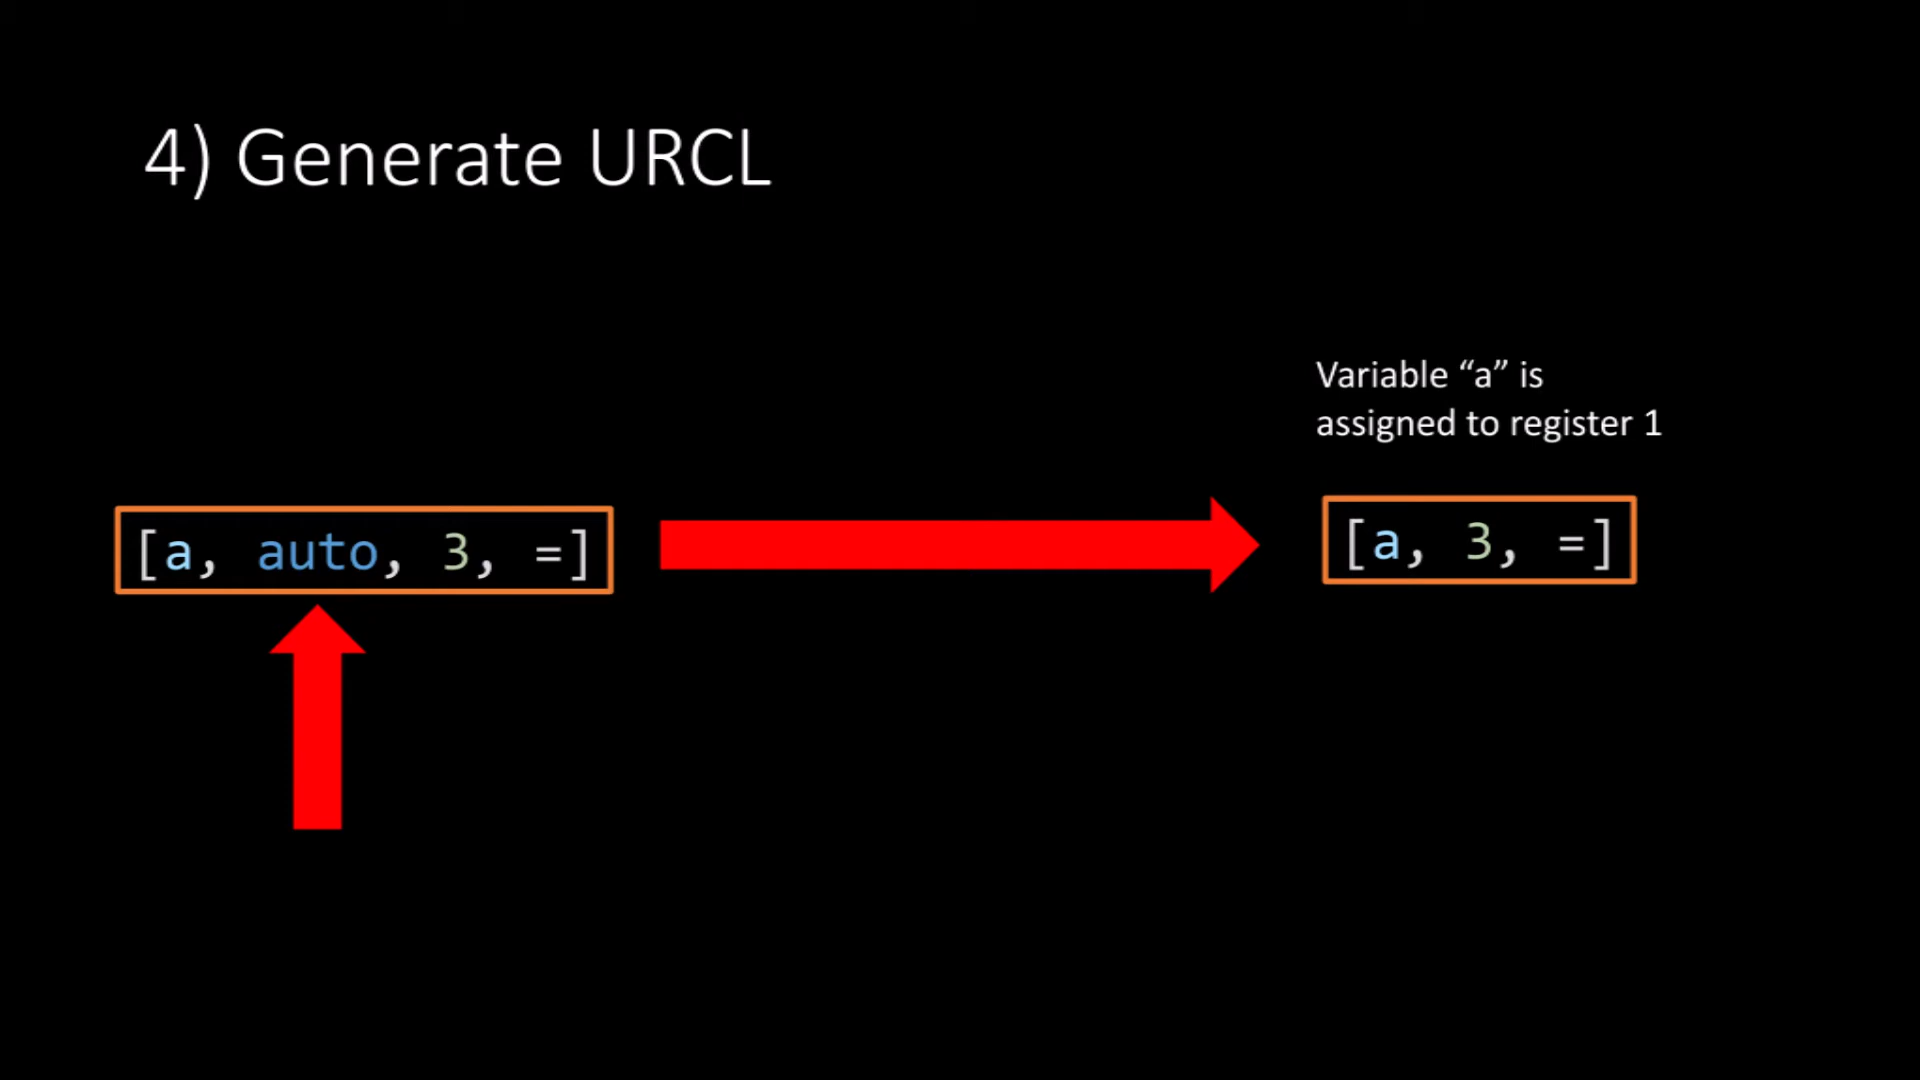 4) Generate URCL
Variable “a” is
assigned to register 1
[a, auto, 3, =]
[a, 3, =]